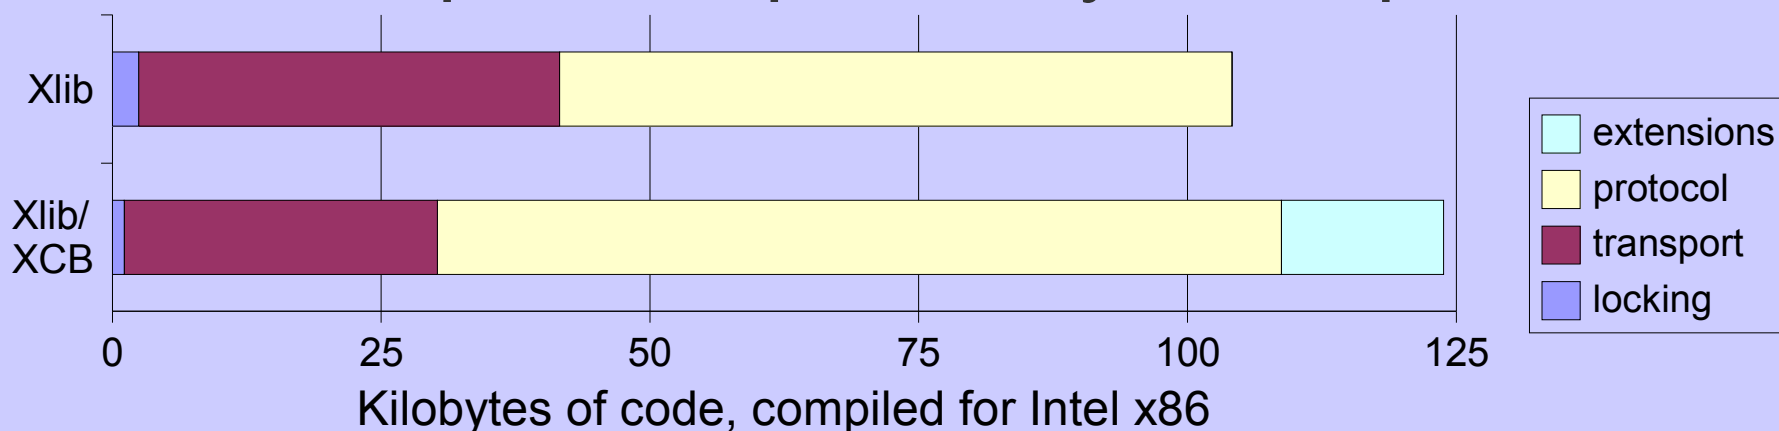 Xlib
Xlib/
XCB
0 25 50 75 100 125
Kilobytes of code, compiled for Intel x86
extensions
protocol
transport
locking